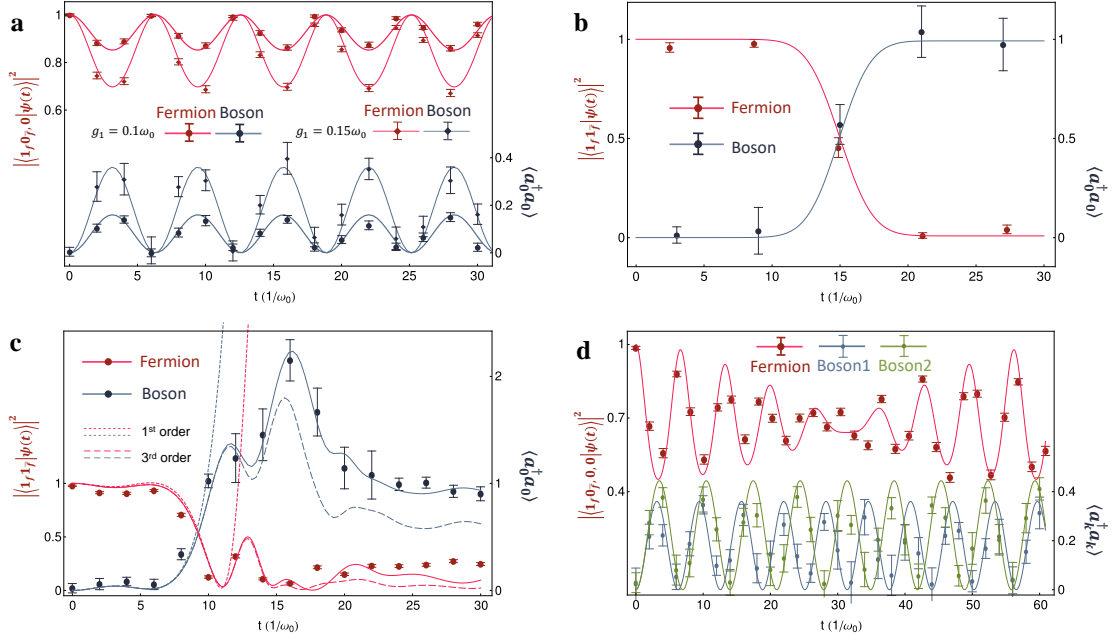 a
|⟨1_f 0_f̄, 0|ψ(t)⟩|²
1
0.8
0.6
Fermion Boson
g₁ = 0.1ω₀
Fermion Boson
g₁ = 0.15ω₀
0.4
0.2
0
⟨a₀†a₀⟩
0 5 10 15 20 25 30
t (1/ω₀)
b
|⟨1_f 1_f̄|ψ(t)⟩|²
1
0.5
0
Fermion
Boson
1
0.5
0
⟨a₀†a₀⟩
0 5 10 15 20 25 30
t (1/ω₀)
c
|⟨1_f 1_f̄|ψ(t)⟩|²
1
0.5
0
Fermion
Boson
1st order
3rd order
2
1
0
⟨a₀†a₀⟩
0 5 10 15 20 25 30
t (1/ω₀)
d
|⟨1_f 0_f̄, 0, 0|ψ(t)⟩|²
1
0.7
0.4
Fermion
Boson1
Boson2
0.4
0.2
0
⟨a_k†a_k⟩
0 10 20 30 40 50 60
t (1/ω₀)